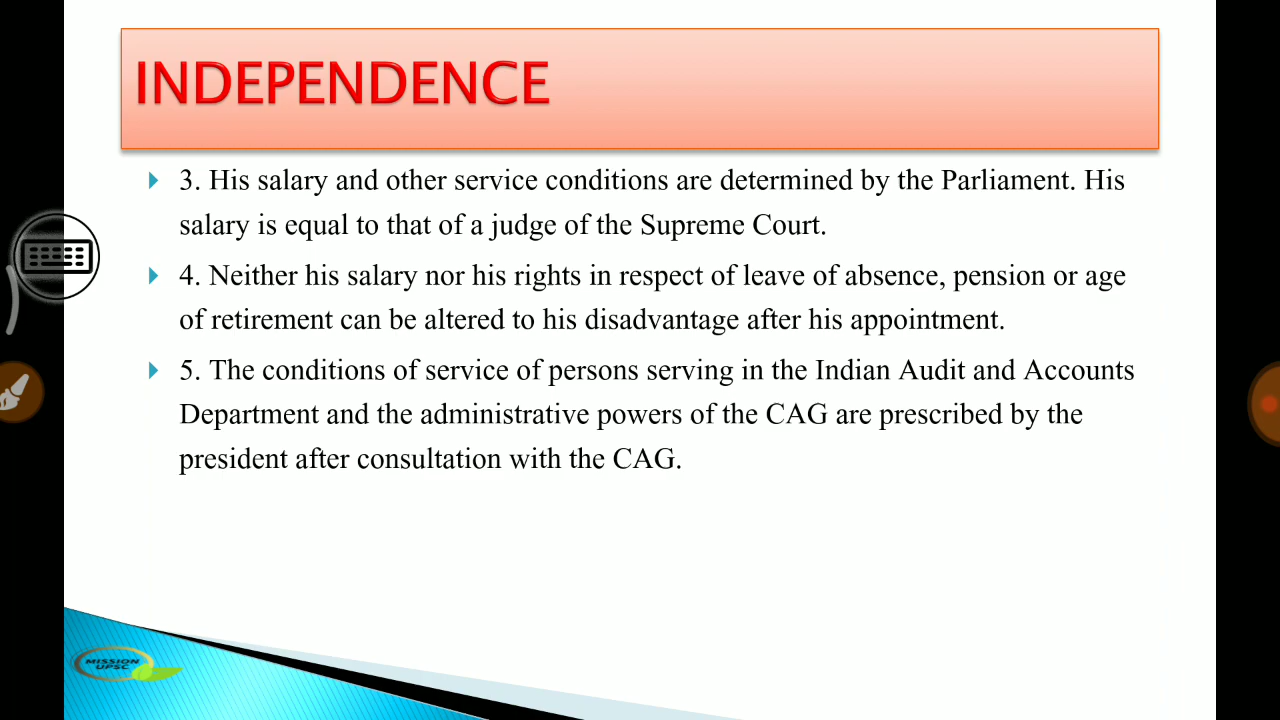 INDEPENDENCE
3. His salary and other service conditions are determined by the Parliament. His
salary is equal to that of a judge of the Supreme Court.
4. Neither his salary nor his rights in respect of leave of absence, pension or age
of retirement can be altered to his disadvantage after his appointment.
5. The conditions of service of persons serving in the Indian Audit and Accounts
Department and the administrative powers of the CAG are prescribed by the
president after consultation with the CAG.
MISSION
UPSC